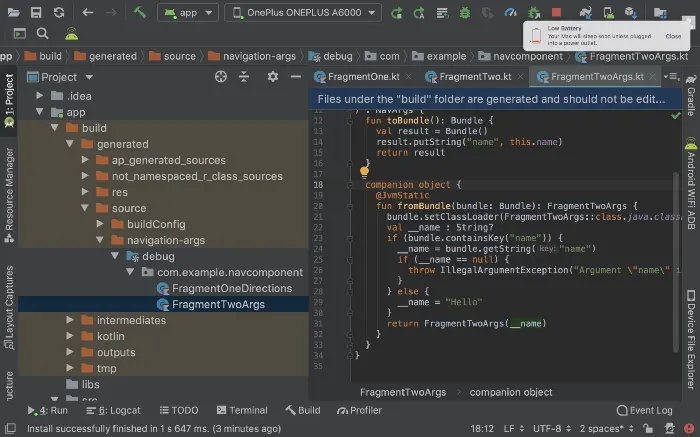 app
OnePlus ONEPLUS A6000
Low Battery
Your Mac will sleep soon unless plugged into a power outlet.
Close
app build generated source navigation-args debug com example navcomponent FragmentTwoArgs.kt
Project
FragmentOne.kt
FragmentTwo.kt
FragmentTwoArgs.kt
Files under the "build" folder are generated and should not be edit...
1: Project
Resource Manager
Layout Captures
ructure
Gradle
Android WiFi ADB
Device File Explorer
.idea
app
build
generated
ap_generated_sources
not_namespaced_r_class_sources
res
source
buildConfig
navigation-args
debug
com.example.navcomponent
FragmentOneDirections
FragmentTwoArgs
intermediates
kotlin
outputs
tmp
libs
src
11 ) : NavArgs {
12 fun toBundle(): Bundle {
13 val result = Bundle()
14 result.putString("name", this.name)
15 return result
16 }
17
18 companion object {
19 @JvmStatic
20 fun fromBundle(bundle: Bundle): FragmentTwoArgs {
21 bundle.setClassLoader(FragmentTwoArgs::class.java.class
22 val __name : String?
23 if (bundle.containsKey("name")) {
24 __name = bundle.getString( key: "name")
25 if (__name == null) {
26 throw IllegalArgumentException("Argument \"name\" i
27 }
28 } else {
29 __name = "Hello"
30 }
31 return FragmentTwoArgs(__name)
32 }
33 }
34 }
35
FragmentTwoArgs companion object
4: Run
6: Logcat
TODO
Terminal
Build
Profiler
Event Log
Install successfully finished in 1 s 647 ms. (3 minutes ago)
18:12 LF UTF-8 2 spaces*